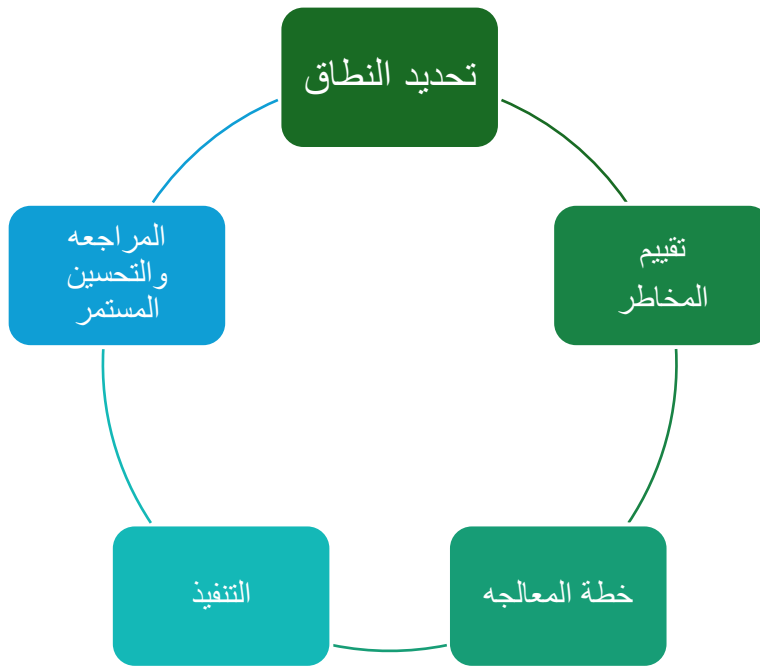 تحديد النطاق
تقييم
المخاطر
خطة المعالجه
التنفيذ
المراجعه
والتحسين
المستمر